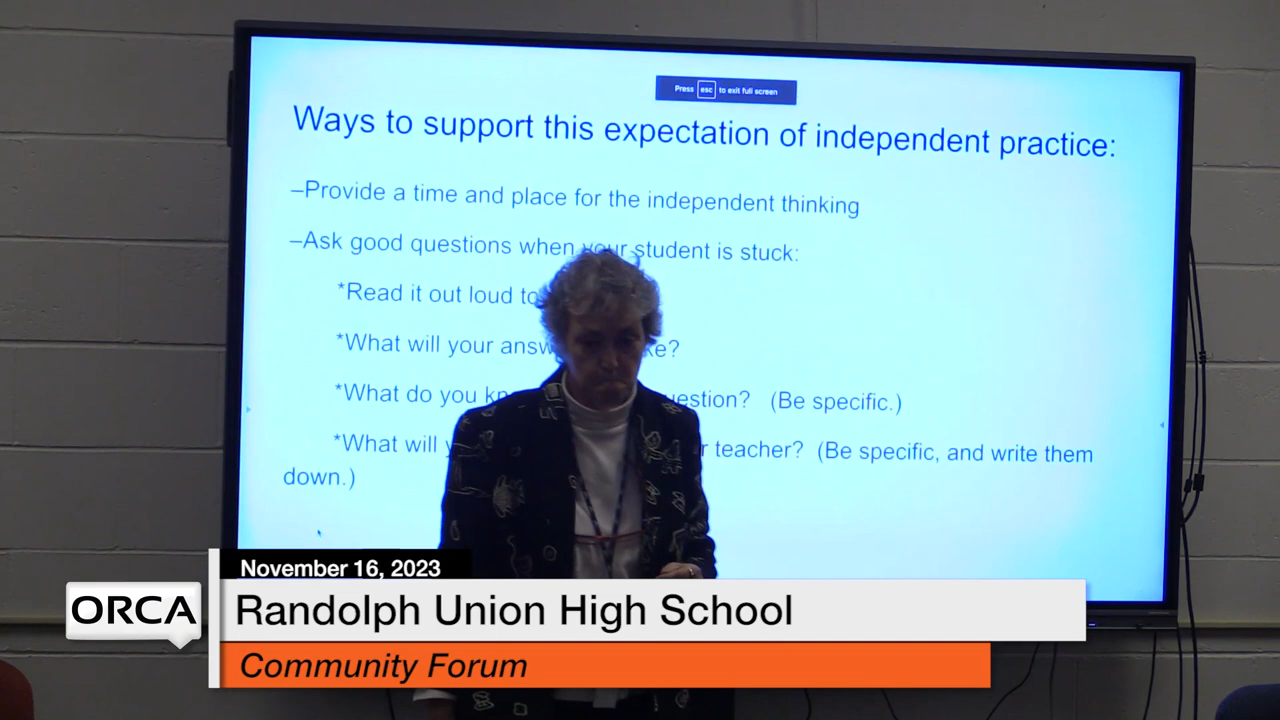 Press esc to exit full screen
Ways to support this expectation of independent practice:
–Provide a time and place for the independent thinking
–Ask good questions when your student is stuck:
*Read it out loud to
*What will your
*What do you (Be specific.)
*What will teacher? (Be specific, and write them
down.)
November 16, 2023
ORCA
Randolph Union High School
Community Forum